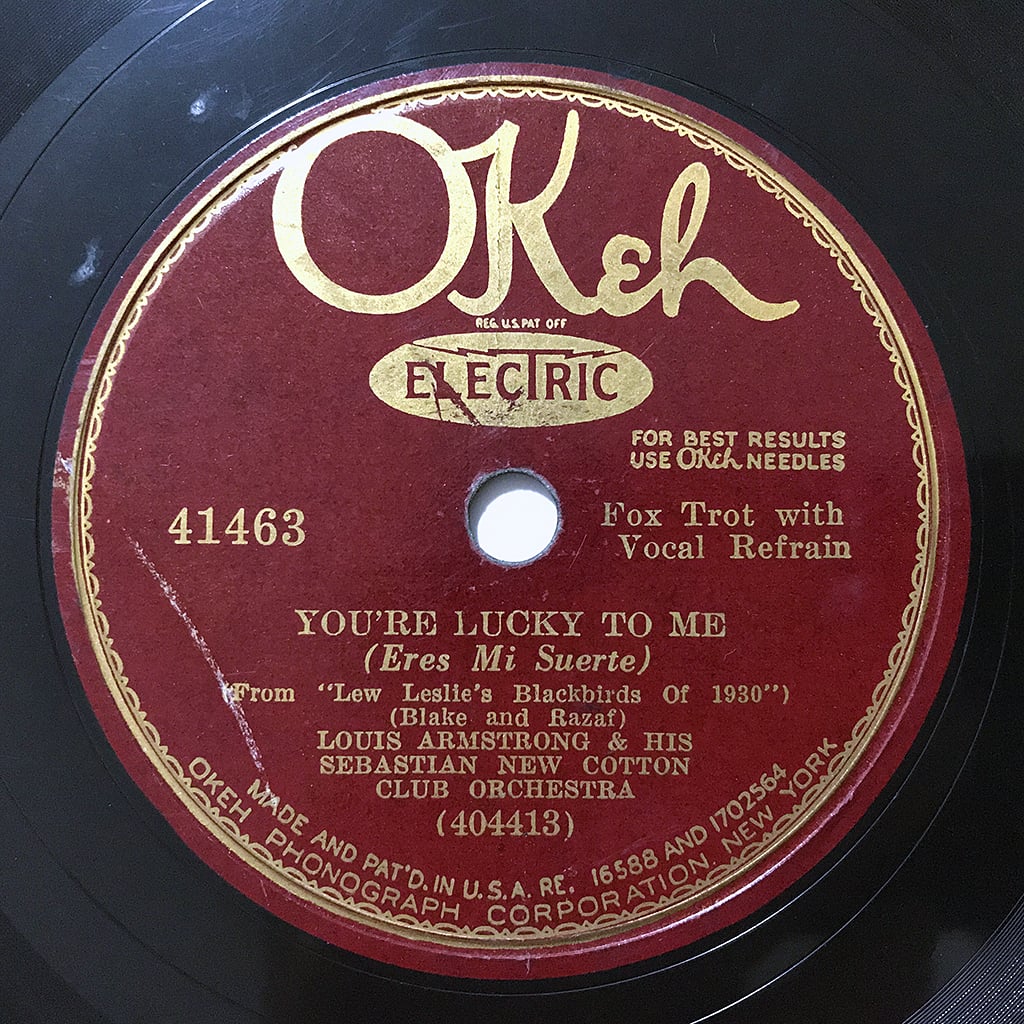 OKeh
REG. U.S. PAT OFF
ELECTRIC
FOR BEST RESULTS
USE OKeh NEEDLES
41463
Fox Trot with
Vocal Refrain
YOU'RE LUCKY TO ME
(Eres Mi Suerte)
(From "Lew Leslie's Blackbirds Of 1930")
(Blake and Razaf)
LOUIS ARMSTRONG & HIS
SEBASTIAN NEW COTTON
CLUB ORCHESTRA
(404413)
MADE AND PAT'D. IN U.S.A. RE. 16588 AND 1702564
OKEH PHONOGRAPH CORPORATION, NEW YORK